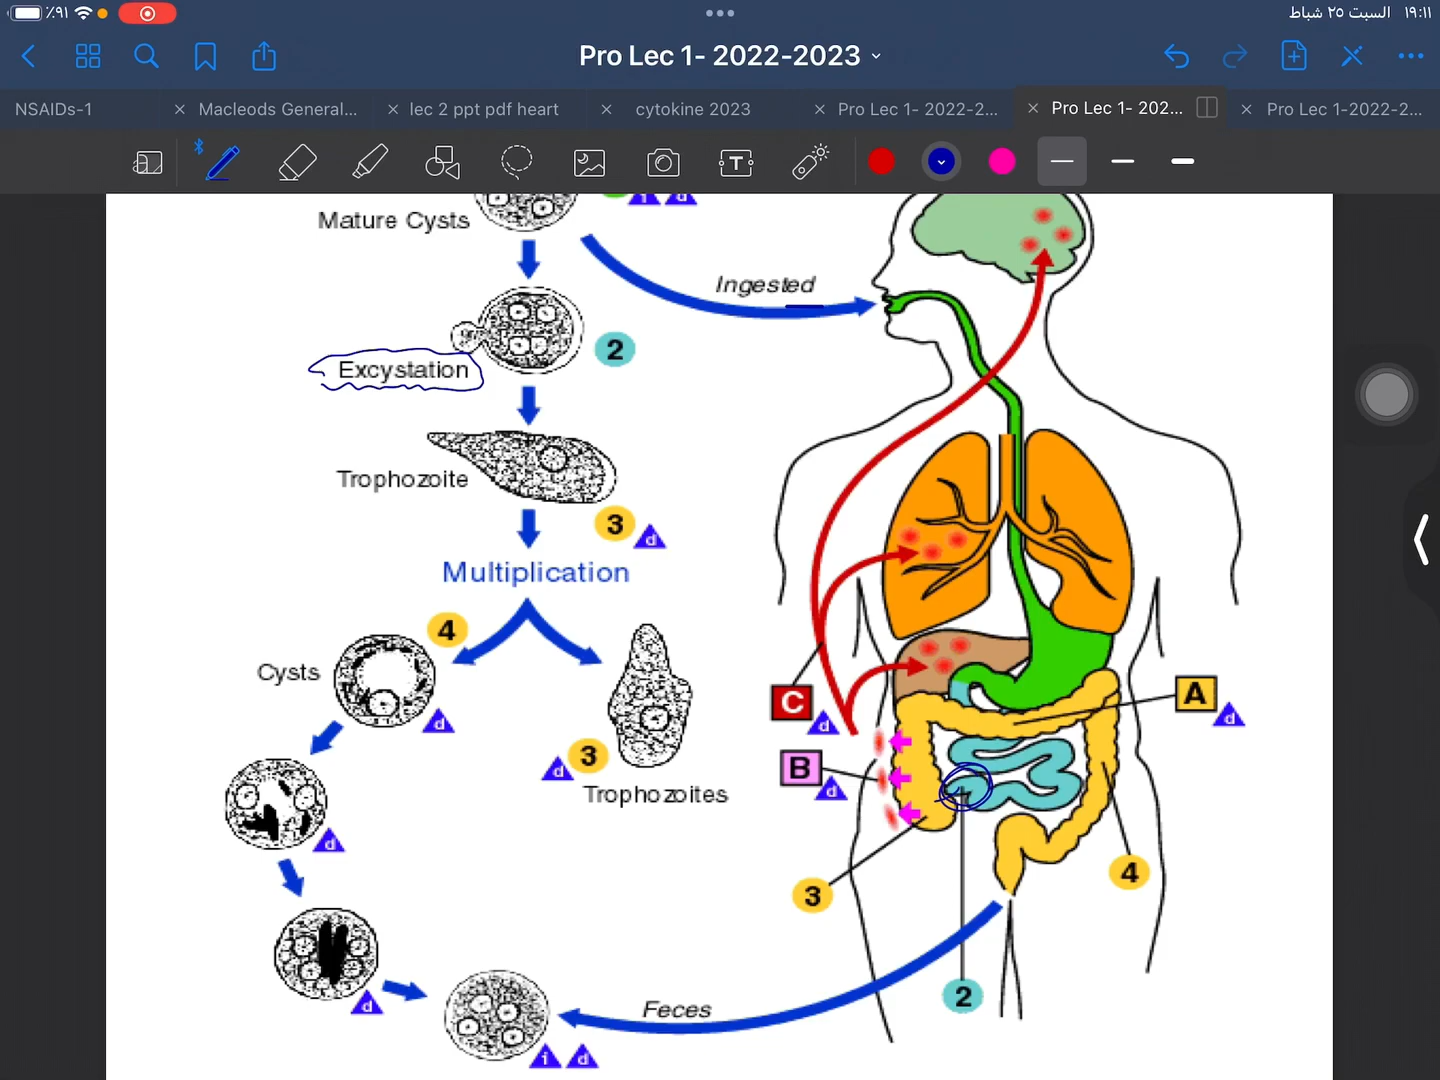 ٪٩١
السبت ٢٥ شباط ١٩:١١
Pro Lec 1- 2022-2023
NSAIDs-1
Macleods General...
lec 2 ppt pdf heart
cytokine 2023
Pro Lec 1- 2022-2...
Pro Lec 1- 202...
Pro Lec 1-2022-2...
T
Mature Cysts
i d
Ingested
Excystation
2
Trophozoite
3 d
Multiplication
4
Cysts
d
3 d
Trophozoites
d
d
Feces
i d
C d
B d
A d
3
4
2